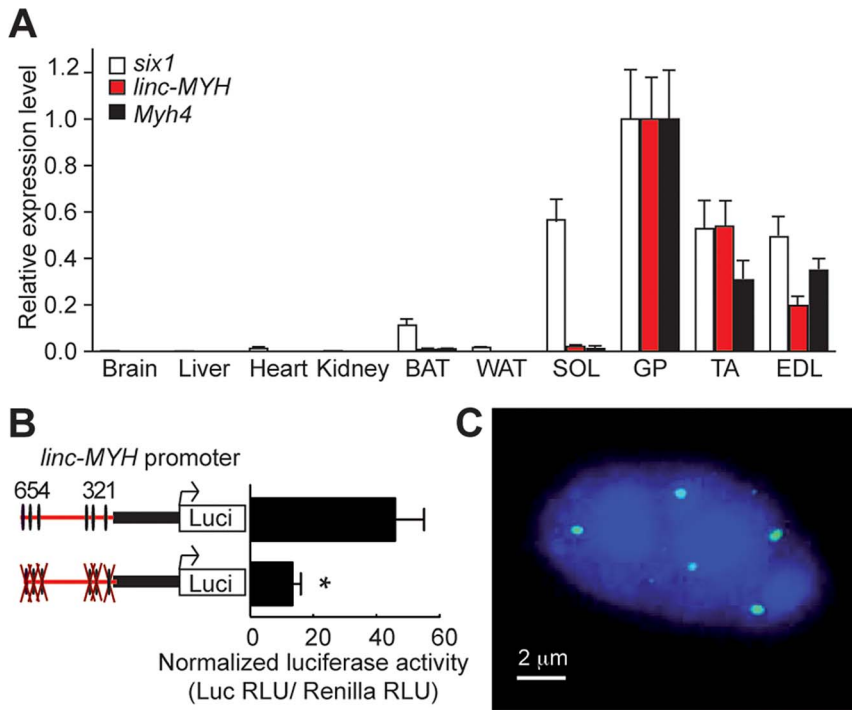 A
Relative expression level
1.2
1.0
0.8
0.6
0.4
0.2
0.0
six1
linc-MYH
Myh4
Brain Liver Heart Kidney BAT WAT SOL GP TA EDL
B
linc-MYH promoter
654 321
Luci
Luci
*
0 20 40 60
Normalized luciferase activity
(Luc RLU/ Renilla RLU)
C
2 μm